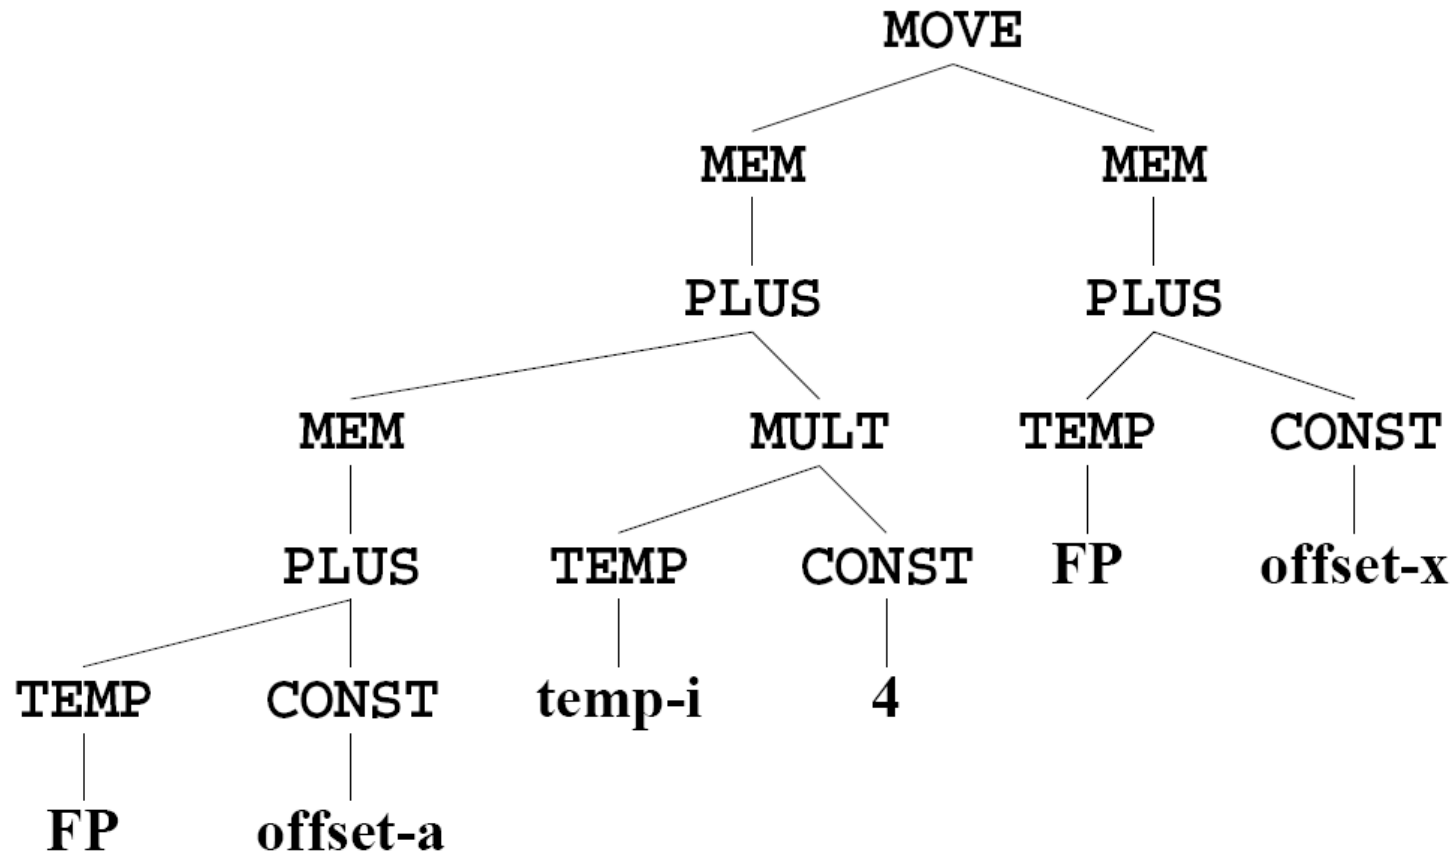 MOVE
MEM MEM
PLUS PLUS
MEM MULT TEMP CONST
PLUS TEMP CONST FP offset-x
TEMP CONST temp-i 4
FP offset-a